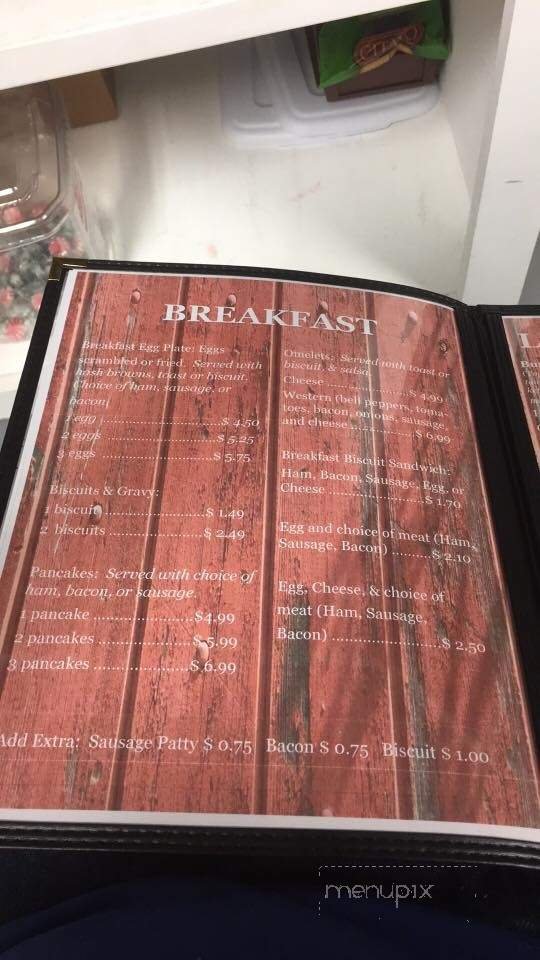 BREAKFAST
Breakfast Egg Plate: Eggs
scrambled or fried. Served with
hash browns, toast or biscuit.
Choice of ham, sausage, or
bacon
1 egg ..............................$ 4.50
2 eggs .............................$ 5.25
3 eggs .............................$ 5.75
Biscuits & Gravy:
1 biscuit ........................$ 1.49
2 biscuits .......................$ 2.49
Pancakes: Served with choice of
ham, bacon, or sausage.
1 pancake ......................$4.99
2 pancakes .....................$5.99
3 pancakes .....................$6.99
Omelets: Served with toast or
biscuit, & salsa
Cheese ....................$ 4.99
Western (bell peppers, toma-
toes, bacon, onions, sausage,
and cheese ................$ 6.99
Breakfast Biscuit Sandwich:
Ham, Bacon, Sausage, Egg, or
Cheese .......................$ 1.70
Egg and choice of meat (Ham,
Sausage, Bacon) .........$ 2.10
Egg, Cheese, & choice of
meat (Ham, Sausage,
Bacon) .........................$ 2.50
Add Extra: Sausage Patty $ 0.75 Bacon $ 0.75 Biscuit $ 1.00
menupix